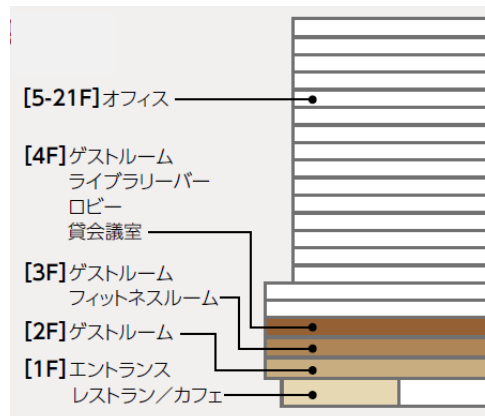 [5-21F]オフィス
[4F]ゲストルーム
ライブラリーバー
ロビー
貸会議室
[3F]ゲストルーム
フィットネスルーム
[2F]ゲストルーム
[1F]エントランス
レストラン／カフェ